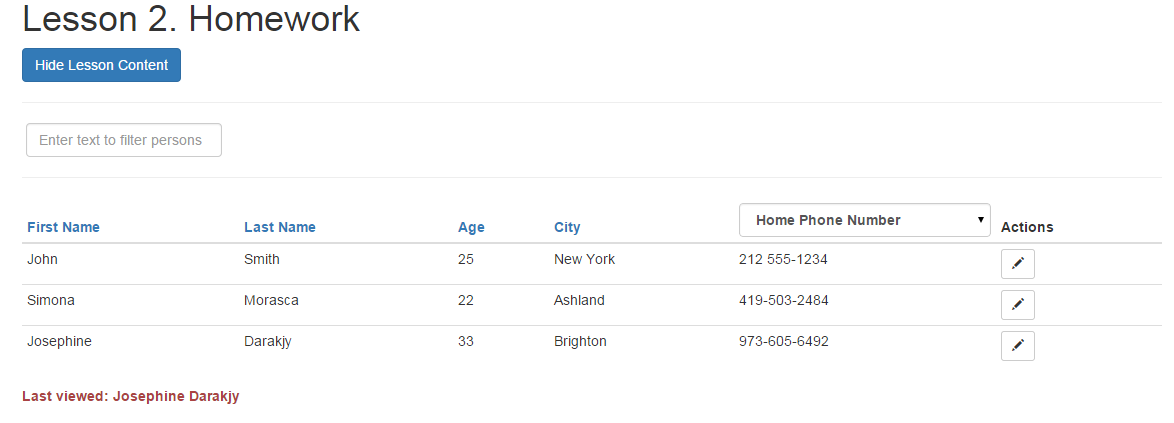 Lesson 2. Homework
Hide Lesson Content
Enter text to filter persons
First Name Last Name Age City Home Phone Number Actions
John Smith 25 New York 212 555-1234
Simona Morasca 22 Ashland 419-503-2484
Josephine Darakjy 33 Brighton 973-605-6492
Last viewed: Josephine Darakjy